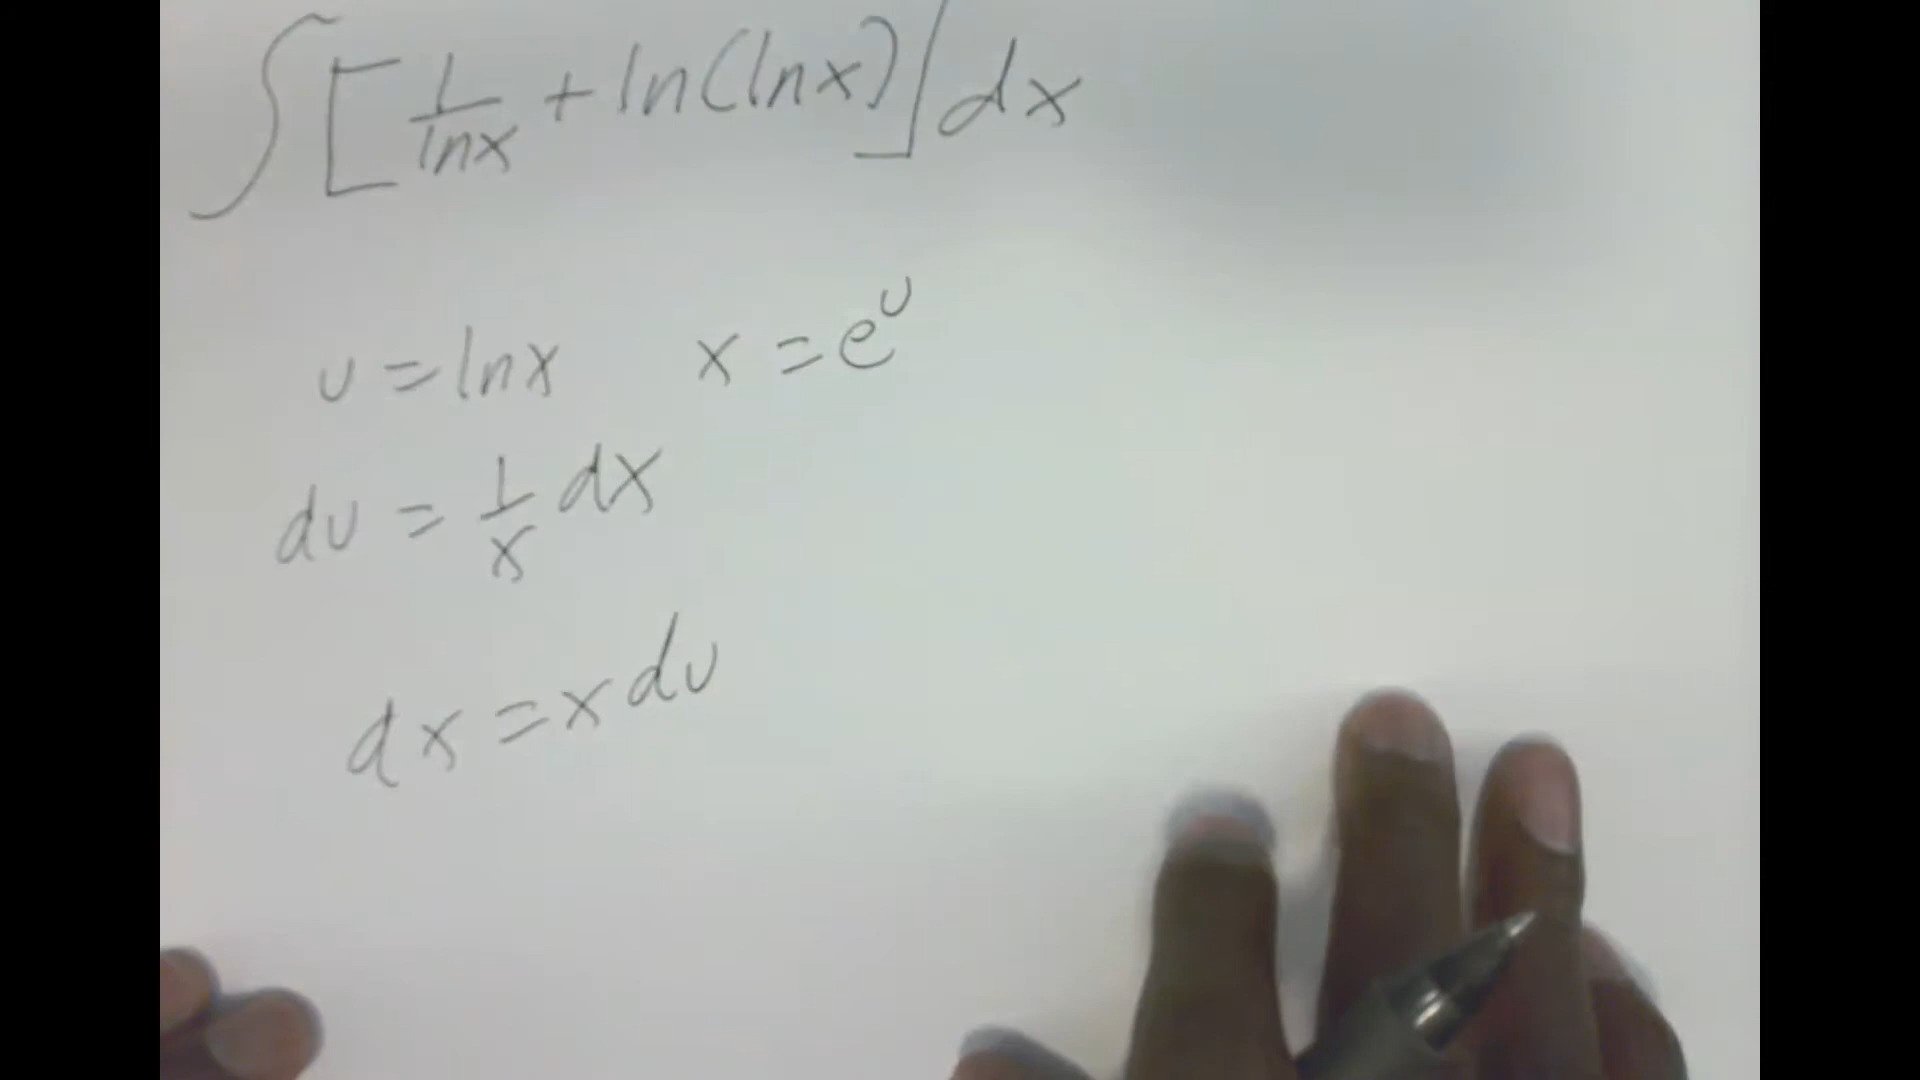 ∫ [ 1/lnx + ln(lnx) ] dx
u = lnx x = e^u
du = 1/x dx
dx = x du